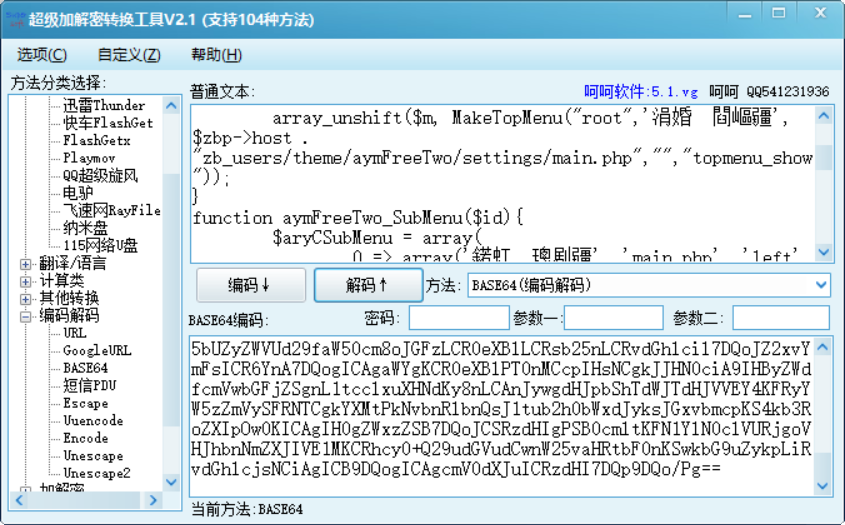 超级加解密转换工具V2.1 (支持104种方法)
选项(C) 自定义(Z) 帮助(H)
方法分类选择:
迅雷Thunder
快车FlashGet
FlashGetx
Playmov
QQ超级旋风
电驴
飞速网RayFile
纳米盘
115网络U盘
翻译/语言
计算类
其他转换
编码解码
URL
GoogleURL
BASE64
短信PDU
Escape
Uuencode
Encode
Unescape
Unescape2
加解密
普通文本: 呵呵软件:5.1.vg 呵呵 QQ541231936
array_unshift($m, MakeTopMenu("root",'涓婚 閰嶇疆',
$zbp->host .
"zb_users/theme/aymFreeTwo/settings/main.php","","topmenu_show
"));
}
function aymFreeTwo_SubMenu($id){
$aryCSubMenu = array(
0 => array('鍩虹 璁剧疆', 'main.php', 'left'
编码↓ 解码↑ 方法: BASE64(编码解码)
BASE64编码: 密码: 参数一: 参数二:
5bUZyZWVUd29faW50cm8oJGFzLCR0eXB1LCRsb25nLCRvdGh1ci17DQoJZ2xvY
mFsICR6YnA7DQogICAgaWYgKCR0eXB1PT0nMCcpIHsNCgkJJHN0ciA9IHByZWd
fcmVwbGFjZSgnL1tcc1xuXHNdKy8nLCAnJywgdHJpbShTdWJTdHJVVEY4KFRyY
W5zZmVySFRNTCgkYXMtPkNvbnR1bnQsJ1tub2h0bWxdJyksJGxvbmcpKS4kb3R
oZXIpOw0KICAgIH0gZWxzZSB7DQoJCSRzdHIgPSB0cmltKFN1Y1N0c1VURjgoV
HJhbnNmZXJIVE1MKCRhcy0+Q29udGVudCwnW25vaHRtbF0nKSwkbG9uZykpLiR
vdGh1cjsNCiAgICB9DQogICAgcmV0dXJuICRzdHI7DQp9DQo/Pg==
当前方法:BASE64